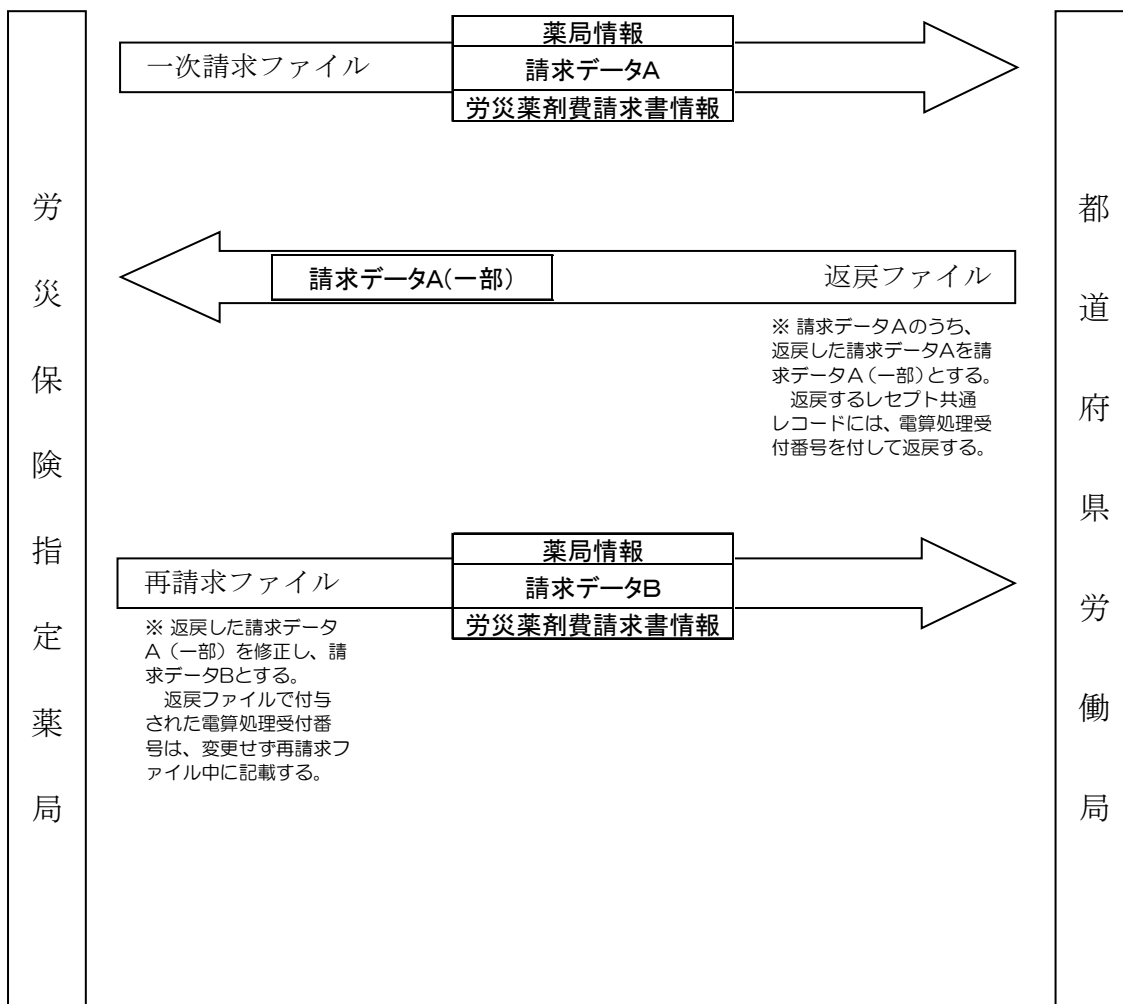 労災保険指定薬局
一次請求ファイル
薬局情報
請求データA
労災薬剤費請求書情報
請求データA(一部)
返戻ファイル
※ 請求データAのうち、
返戻した請求データAを請
求データA(一部)とする。
返戻するレセプト共通
レコードには、電算処理受
付番号を付して返戻する。
再請求ファイル
薬局情報
請求データB
労災薬剤費請求書情報
※ 返戻した請求データ
A(一部)を修正し、請
求データBとする。
返戻ファイルで付与
された電算処理受付番
号は、変更せず再請求フ
ァイル中に記載する。
都道府県労働局